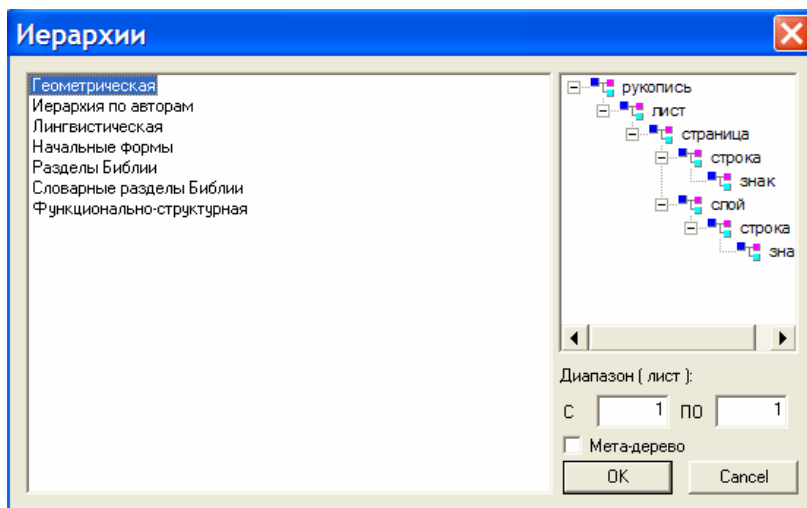 Иерархии
Геометрическая
Иерархия по авторам
Лингвистическая
Начальные формы
Разделы Библии
Словарные разделы Библии
Функционально-структурная
рукопись
лист
страница
строка
знак
слой
строка
зна
Диапазон ( лист ):
С 1 ПО 1
Мета-дерево
OK Cancel